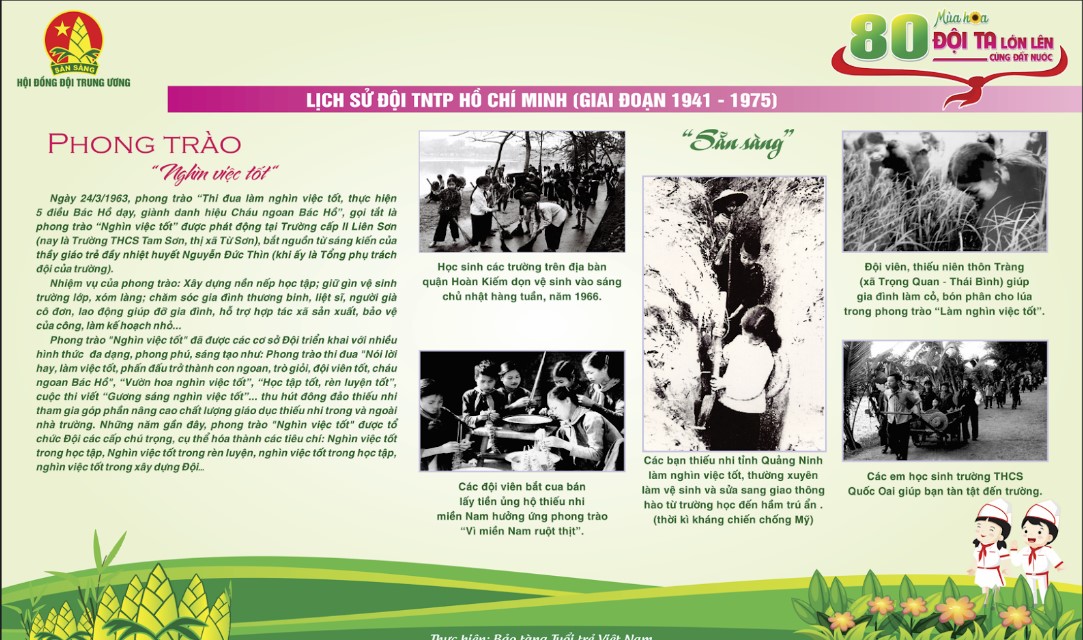 SẴN SÀNG
HỘI ĐỒNG ĐỘI TRUNG ƯƠNG
80 Mùa hoa
ĐỘI TA LỚN LÊN
CÙNG ĐẤT NƯỚC
LỊCH SỬ ĐỘI TNTP HỒ CHÍ MINH (GIAI ĐOẠN 1941 - 1975)
PHONG TRÀO
"Nghìn việc tốt"
Ngày 24/3/1963, phong trào "Thi đua làm nghìn việc tốt, thực hiện
5 điều Bác Hồ dạy, giành danh hiệu Cháu ngoan Bác Hồ", gọi tắt là
phong trào "Nghìn việc tốt" được phát động tại Trường cấp II Liên Sơn
(nay là Trường THCS Tam Sơn, thị xã Từ Sơn), bắt nguồn từ sáng kiến của
thầy giáo trẻ đầy nhiệt huyết Nguyễn Đức Thìn (khi ấy là Tổng phụ trách
đội của trường).
Nhiệm vụ của phong trào: Xây dựng nền nếp học tập; giữ gìn vệ sinh
trường lớp, xóm làng; chăm sóc gia đình thương binh, liệt sĩ, người già
cô đơn, lao động giúp đỡ gia đình, hỗ trợ hợp tác xã sản xuất, bảo vệ
của công, làm kế hoạch nhỏ...
Phong trào "Nghìn việc tốt" đã được các cơ sở Đội triển khai với nhiều
hình thức đa dạng, phong phú, sáng tạo như: Phong trào thi đua "Nói lời
hay, làm việc tốt, phấn đấu trở thành con ngoan, trò giỏi, đội viên tốt, cháu
ngoan Bác Hồ", "Vườn hoa nghìn việc tốt", "Học tập tốt, rèn luyện tốt",
cuộc thi viết "Gương sáng nghìn việc tốt"... thu hút đông đảo thiếu nhi
tham gia góp phần nâng cao chất lượng giáo dục thiếu nhi trong và ngoài
nhà trường. Những năm gần đây, phong trào "Nghìn việc tốt" được tổ
chức Đội các cấp chú trọng, cụ thể hóa thành các tiêu chí: Nghìn việc tốt
trong học tập, Nghìn việc tốt trong rèn luyện, nghìn việc tốt trong học tập,
nghìn việc tốt trong xây dựng Đội...
Học sinh các trường trên địa bàn
quận Hoàn Kiếm dọn vệ sinh vào sáng
chủ nhật hàng tuần, năm 1966.
Các đội viên bắt cua bán
lấy tiền ủng hộ thiếu nhi
miền Nam hưởng ứng phong trào
"Vì miền Nam ruột thịt".
"Sẵn sàng"
Các bạn thiếu nhi tỉnh Quảng Ninh
làm nghìn việc tốt, thường xuyên
làm vệ sinh và sửa sang giao thông
hào từ trường học đến hầm trú ẩn .
(thời kì kháng chiến chống Mỹ)
Đội viên, thiếu niên thôn Tràng
(xã Trọng Quan - Thái Bình) giúp
gia đình làm cỏ, bón phân cho lúa
trong phong trào "Làm nghìn việc tốt".
Các em học sinh trường THCS
Quốc Oai giúp bạn tàn tật đến trường.
Thực hiện: Bảo tàng Tuổi trẻ Việt Nam